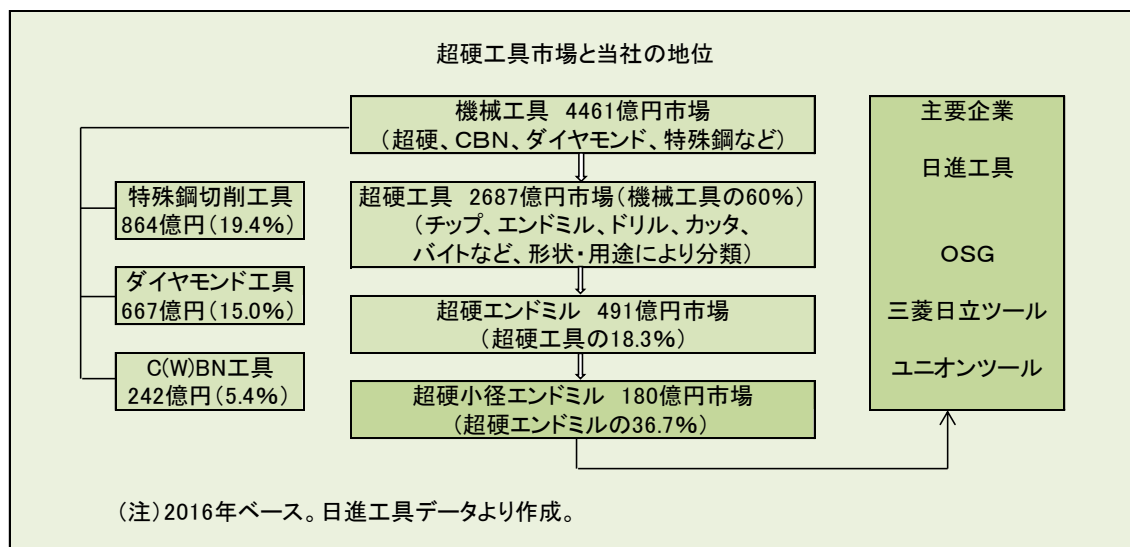 超硬工具市場と当社の地位
機械工具 4461億円市場
(超硬、CBN、ダイヤモンド、特殊鋼など)
超硬工具 2687億円市場(機械工具の60%)
(チップ、エンドミル、ドリル、カッタ、
バイトなど、形状・用途により分類)
超硬エンドミル 491億円市場
(超硬工具の18.3%)
超硬小径エンドミル 180億円市場
(超硬エンドミルの36.7%)
特殊鋼切削工具
864億円(19.4%)
ダイヤモンド工具
667億円(15.0%)
C(W)BN工具
242億円(5.4%)
主要企業
日進工具
OSG
三菱日立ツール
ユニオンツール
(注)2016年ベース。日進工具データより作成。